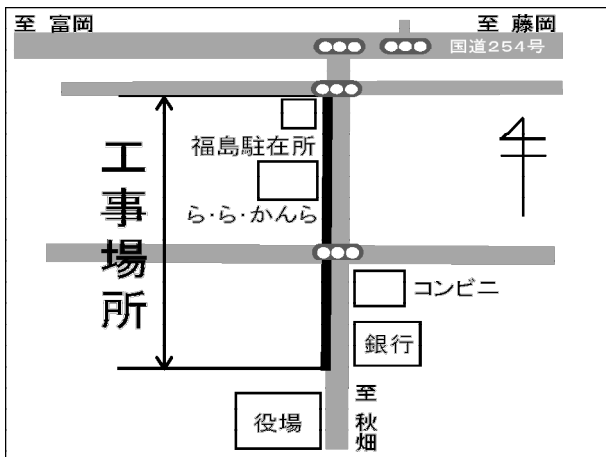 至 富岡
至 藤岡
国道254号
福島駐在所
ら・ら・かんら
工事場所
コンビニ
銀行
至 秋畑
役場